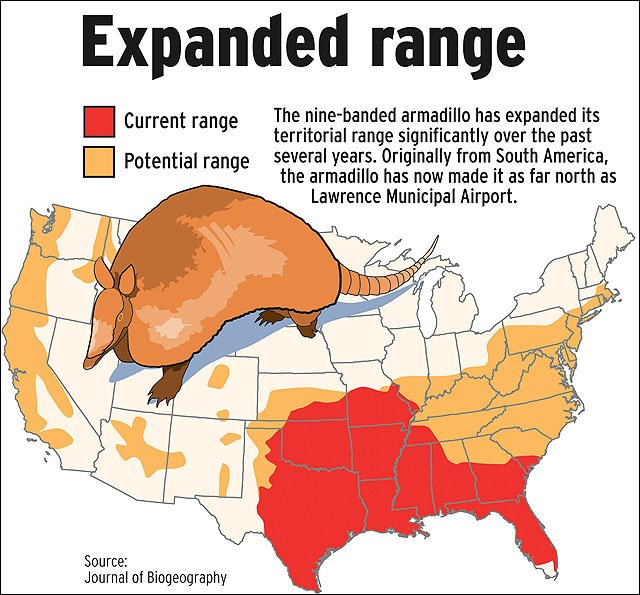 Expanded range
Current range
Potential range
The nine-banded armadillo has expanded its
territorial range significantly over the past
several years. Originally from South America,
the armadillo has now made it as far north as
Lawrence Municipal Airport.
Source:
Journal of Biogeography